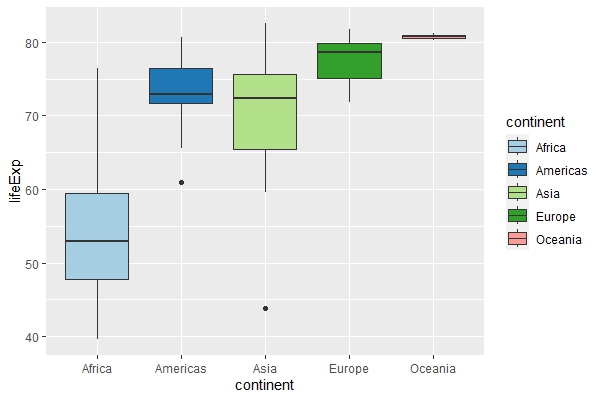 lifeExp
80
70
60
50
40
Africa Americas Asia Europe Oceania
continent
continent
Africa
Americas
Asia
Europe
Oceania